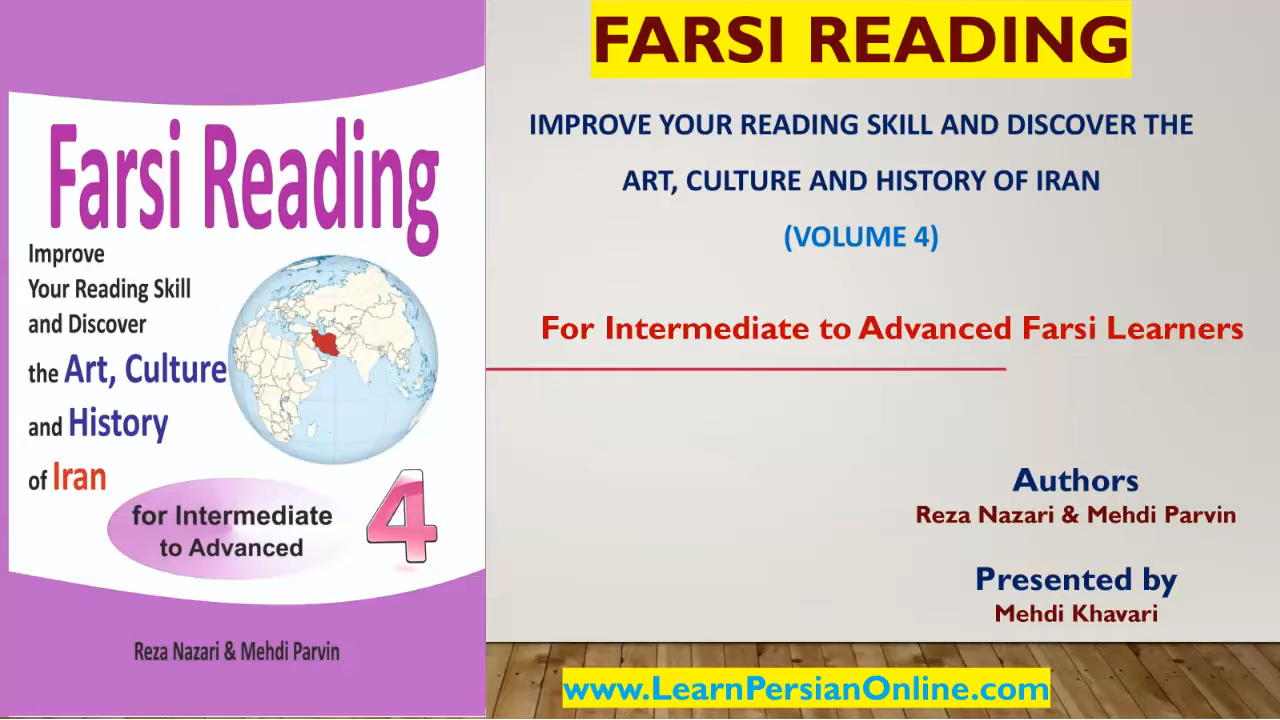 Farsi Reading
Improve
Your Reading Skill
and Discover
the Art, Culture
and History
of Iran
for Intermediate
to Advanced
4
Reza Nazari & Mehdi Parvin
FARSI READING
IMPROVE YOUR READING SKILL AND DISCOVER THE
ART, CULTURE AND HISTORY OF IRAN
(VOLUME 4)
For Intermediate to Advanced Farsi Learners
Authors
Reza Nazari & Mehdi Parvin
Presented by
Mehdi Khavari
www.LearnPersianOnline.com